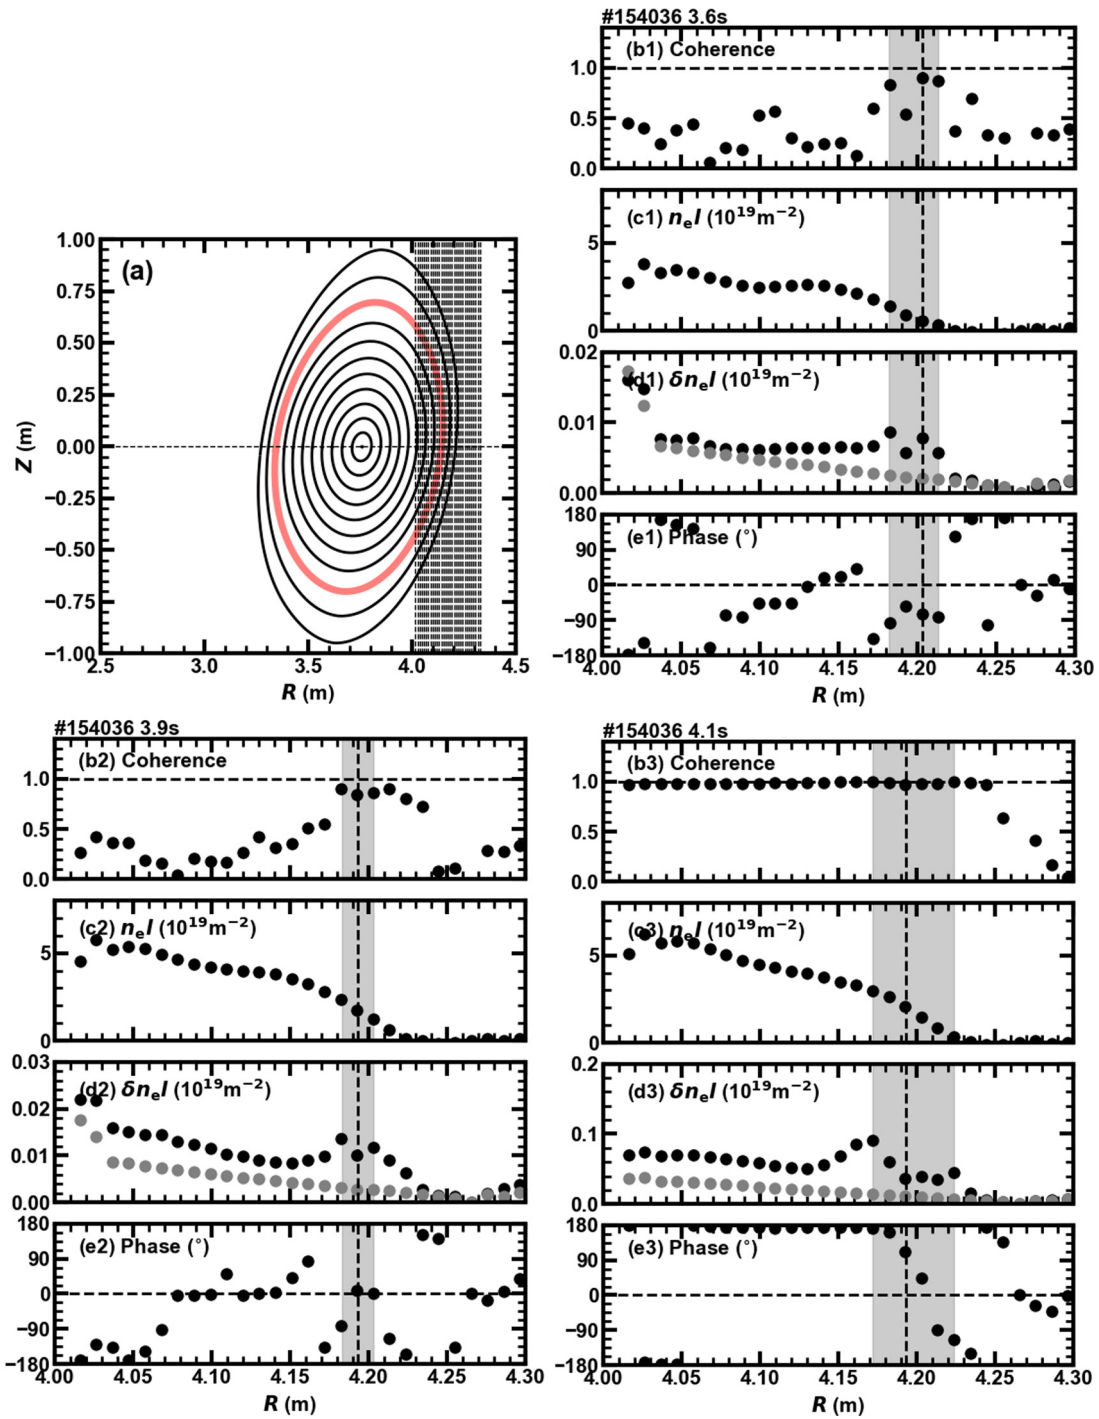 #154036 3.6s
(b1) Coherence
1.0
0.5
0.0
(c1) nₑl (10¹⁹m⁻²)
5
0
0.02
(d1) δnₑl (10¹⁹m⁻²)
0.01
0.00
180
(e1) Phase (°)
90
0
−90
−180
4.00 4.05 4.10 4.15 4.20 4.25 4.30
R (m)
(a)
1.00
0.75
0.50
0.25
0.00
−0.25
−0.50
−0.75
−1.00
Z (m)
2.5 3.0 3.5 4.0 4.5
R (m)
#154036 3.9s
(b2) Coherence
1.0
0.5
0.0
(c2) nₑl (10¹⁹m⁻²)
5
0
0.03
(d2) δnₑl (10¹⁹m⁻²)
0.02
0.01
0.00
180
(e2) Phase (°)
90
0
−90
−180
4.00 4.05 4.10 4.15 4.20 4.25 4.30
R (m)
#154036 4.1s
(b3) Coherence
1.0
0.5
0.0
(c3) nₑl (10¹⁹m⁻²)
5
0
0.2
(d3) δnₑl (10¹⁹m⁻²)
0.1
0.0
180
(e3) Phase (°)
90
0
−90
−180
4.00 4.05 4.10 4.15 4.20 4.25 4.30
R (m)